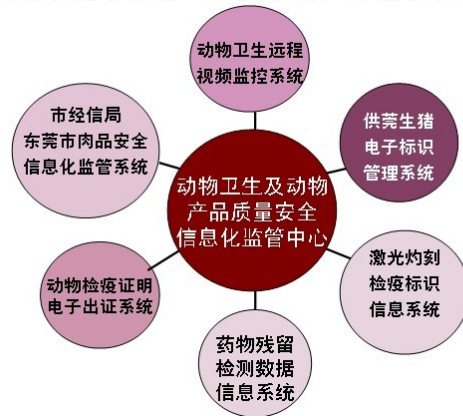 动物卫生远程
视频监控系统
市经信局
东莞市肉品安全
信息化监管系统
供莞生猪
电子标识
管理系统
动物卫生及动物
产品质量安全
信息化监管中心
动物检疫证明
电子出证系统
激光灼刻
检疫标识
信息系统
药物残留
检测数据
信息系统